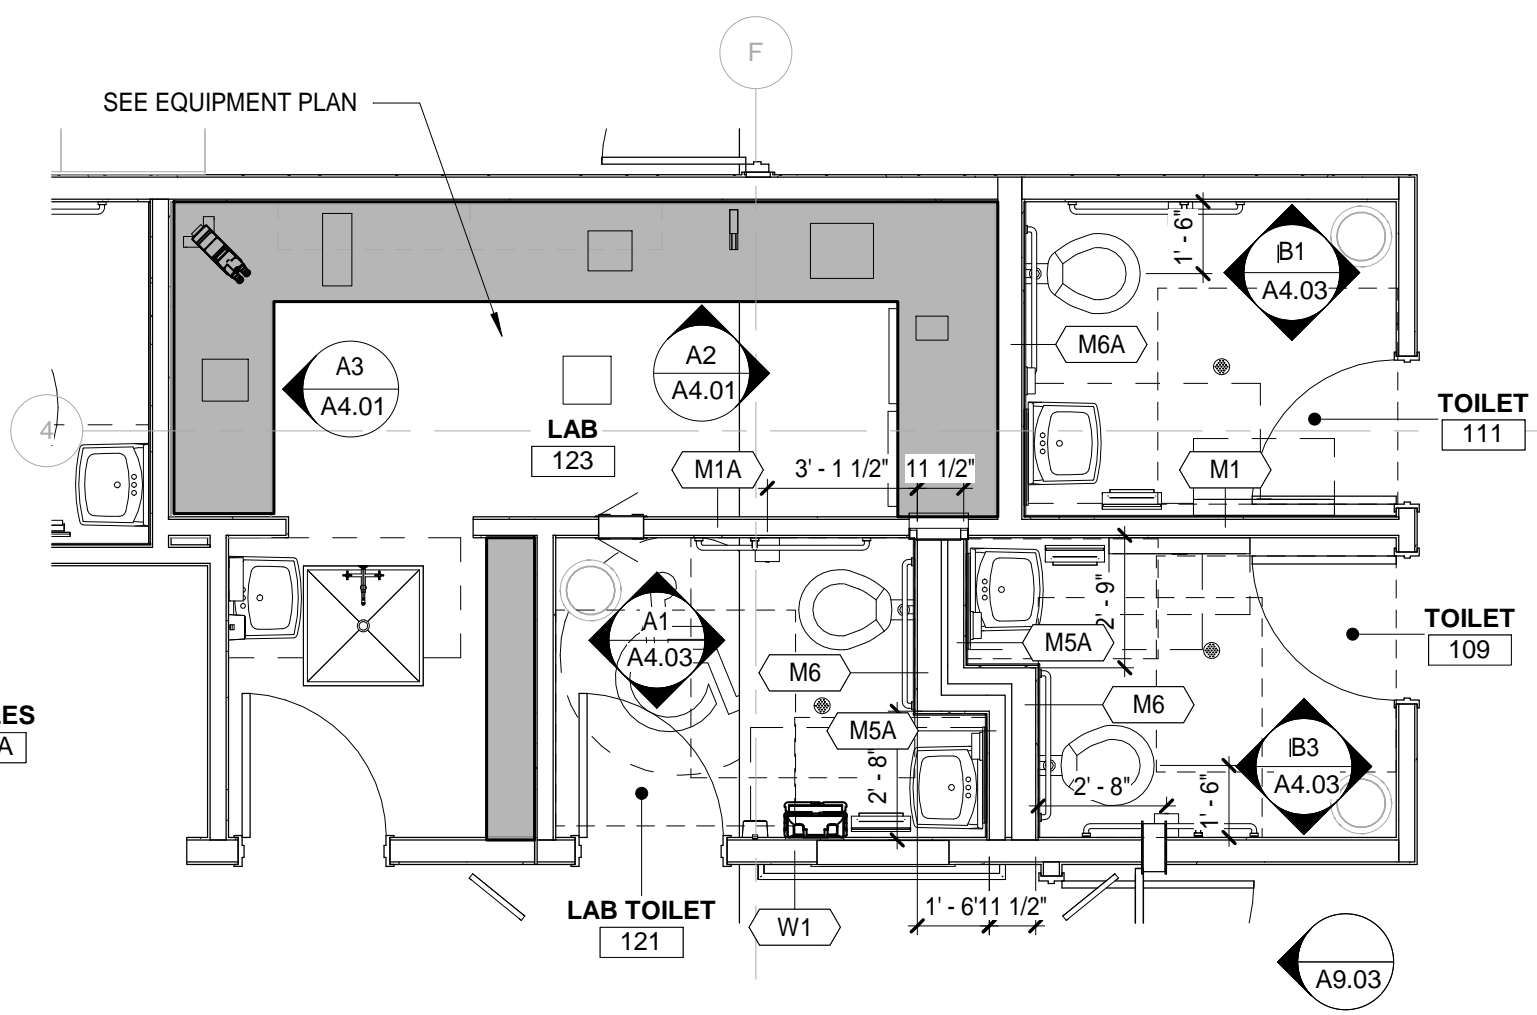 F
SEE EQUIPMENT PLAN
1' - 6"
B1
A4.03
M6A
A3
A4.01
A2
A4.01
TOILET
111
4
LAB
123
M1A
3' - 1 1/2"
11 1/2"
M1
2' - 9"
A1
A4.03
TOILET
109
M5A
M6
M6
LES
A
M5A
B3
A4.03
2' - 8"
2' - 8"
1' - 6"
LAB TOILET
121
W1
1' - 6"
11 1/2"
A9.03